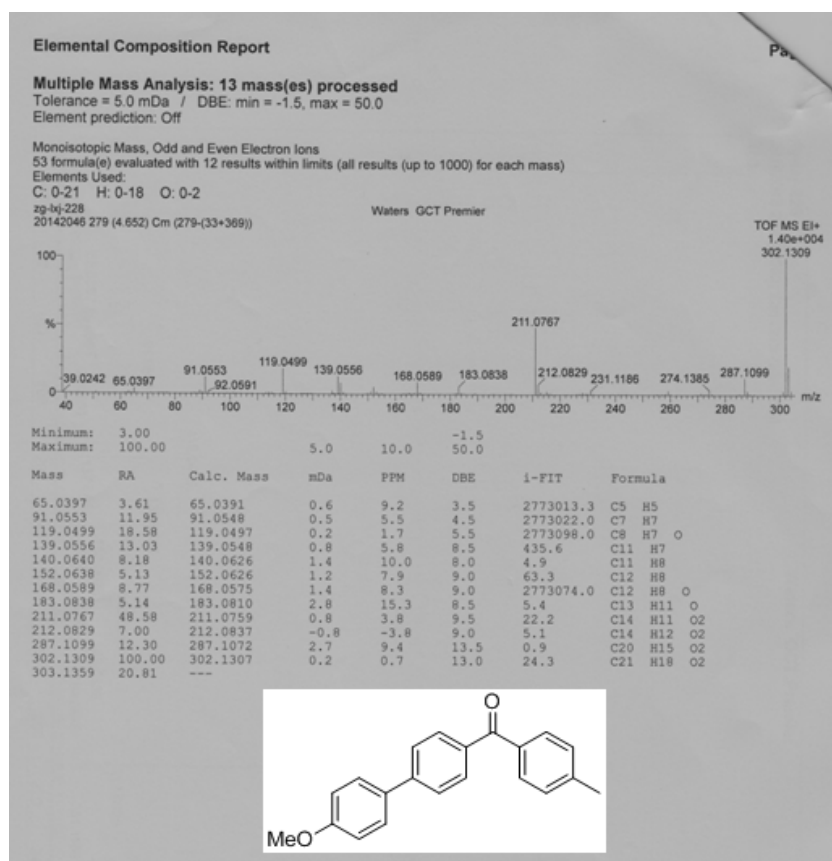 Elemental Composition Report
Multiple Mass Analysis: 13 mass(es) processed
Tolerance = 5.0 mDa / DBE: min = -1.5, max = 50.0
Element prediction: Off
Monoisotopic Mass, Odd and Even Electron Ions
53 formula(e) evaluated with 12 results within limits (all results (up to 1000) for each mass)
Elements Used:
C: 0-21 H: 0-18 O: 0-2
zg-lxj-228 Waters GCT Premier
20142046 279 (4.652) Cm (279-(33+369))
TOF MS EI+
1.40e+004
302.1309
100
%
0
211.0767
39.0242 65.0397 91.0553 92.0591 119.0499 139.0556 168.0589 183.0838 212.0829 231.1186 274.1385 287.1099
40 60 80 100 120 140 160 180 200 220 240 260 280 300 m/z
Minimum: 3.00 -1.5
Maximum: 100.00 5.0 10.0 50.0
Mass RA Calc. Mass mDa PPM DBE i-FIT Formula
65.0397 3.61 65.0391 0.6 9.2 3.5 2773013.3 C5 H5
91.0553 11.95 91.0548 0.5 5.5 4.5 2773022.0 C7 H7
119.0499 18.58 119.0497 0.2 1.7 5.5 2773098.0 C8 H7 O
139.0556 13.03 139.0548 0.8 5.8 8.5 435.6 C11 H7
140.0640 8.18 140.0626 1.4 10.0 8.0 4.9 C11 H8
152.0638 5.13 152.0626 1.2 7.9 9.0 63.3 C12 H8
168.0589 8.77 168.0575 1.4 8.3 9.0 2773074.0 C12 H8 O
183.0838 5.14 183.0810 2.8 15.3 8.5 5.4 C13 H11 O
211.0767 48.58 211.0759 0.8 3.8 9.5 22.2 C14 H11 O2
212.0829 7.00 212.0837 -0.8 -3.8 9.0 5.1 C14 H12 O2
287.1099 12.30 287.1072 2.7 9.4 13.5 0.9 C20 H15 O2
302.1309 100.00 302.1307 0.2 0.7 13.0 24.3 C21 H18 O2
303.1359 20.81 ---
O
MeO